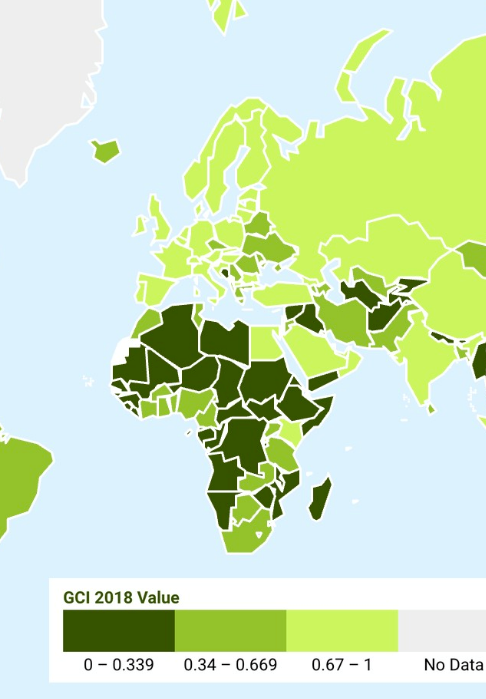 GCI 2018 Value
0 – 0.339 0.34 – 0.669 0.67 – 1 No Data